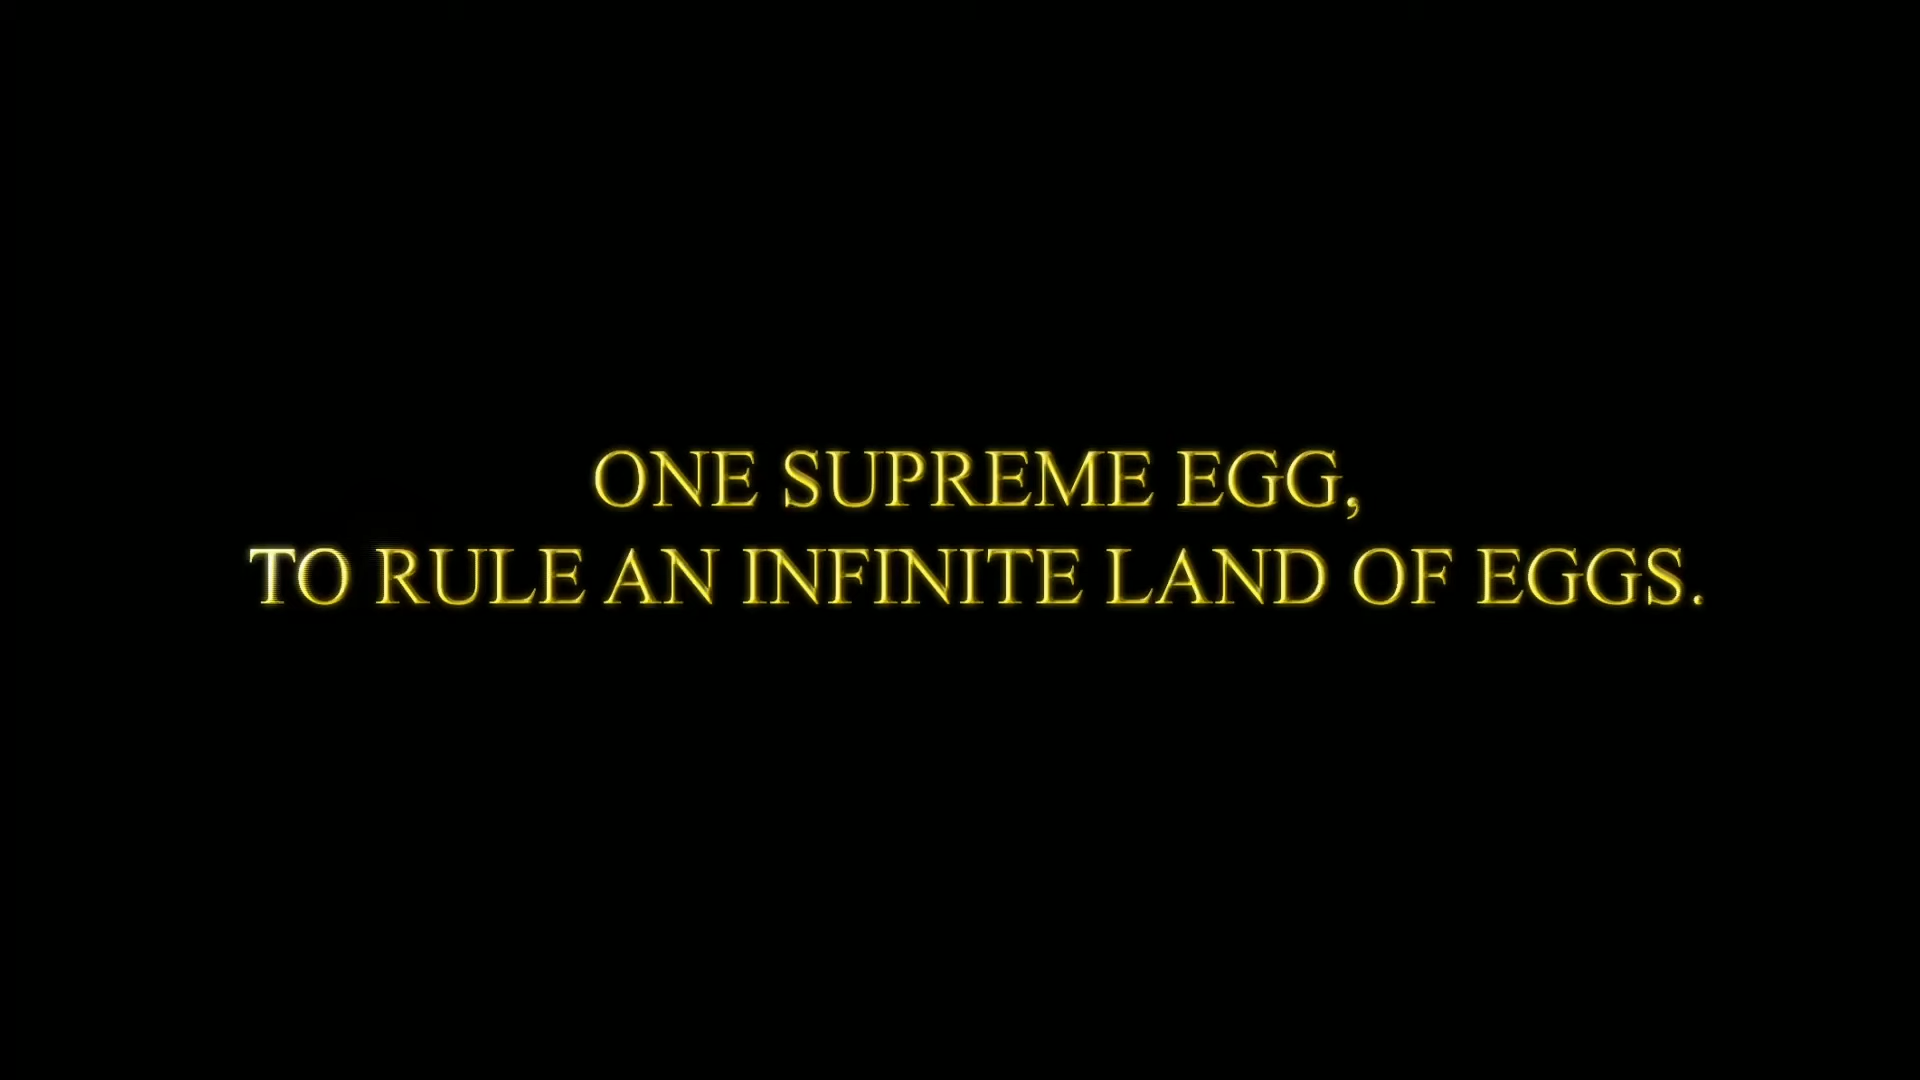 ONE SUPREME EGG,
TO RULE AN INFINITE LAND OF EGGS.